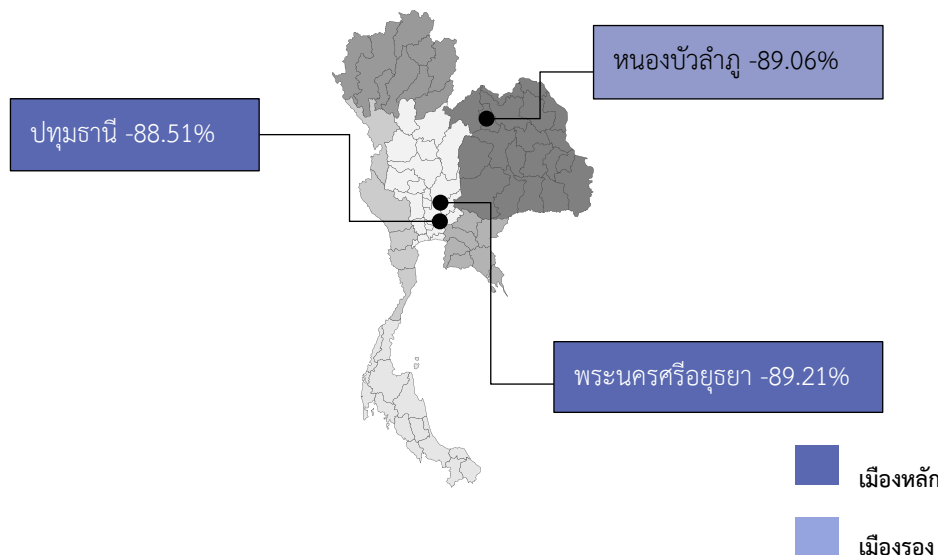 หนองบัวลำภู -89.06%
ปทุมธานี -88.51%
พระนครศรีอยุธยา -89.21%
เมืองหลัก
เมืองรอง